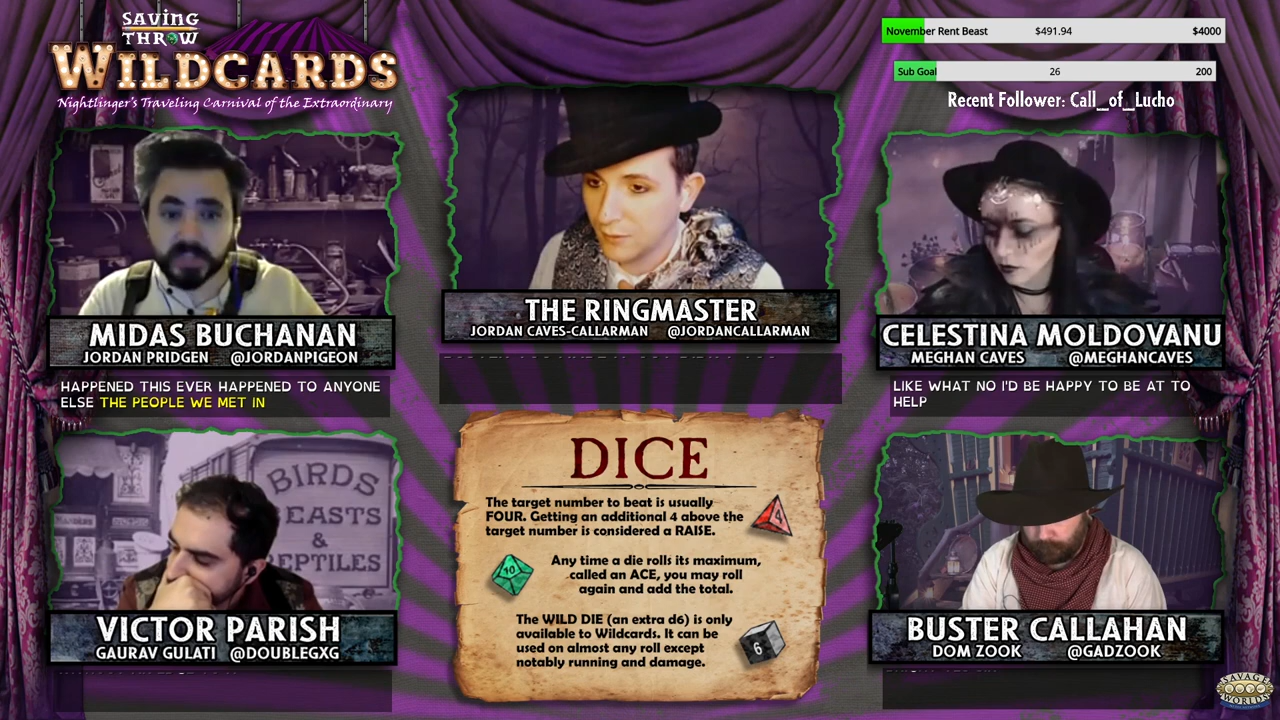 SAVING
THROW
WILDCARDS
Nightlinger's Traveling Carnival of the Extraordinary
November Rent Beast $491.94 $4000
Sub Goal 26 200
Recent Follower: Call_of_Lucho
MIDAS BUCHANAN
JORDAN PRIDGEN @JORDANPIGEON
HAPPENED THIS EVER HAPPENED TO ANYONE
ELSE THE PEOPLE WE MET IN
THE RINGMASTER
JORDAN CAVES-CALLARMAN @JORDANCALLARMAN
CELESTINA MOLDOVANU
MEGHAN CAVES @MEGHANCAVES
LIKE WHAT NO I'D BE HAPPY TO BE AT TO
HELP
BIRDS
EASTS
&
EPTILES
VICTOR PARISH
GAURAV GULATI @DOUBLEGXG
DICE
The target number to beat is usually
FOUR. Getting an additional 4 above the
target number is considered a RAISE.
4
Any time a die rolls its maximum,
called an ACE, you may roll
again and add the total.
10
The WILD DIE (an extra d6) is only
available to Wildcards. It can be
used on almost any roll except
notably running and damage.
6
BUSTER CALLAHAN
DOM ZOOK @GADZOOK
SAVAGE
WORLDS